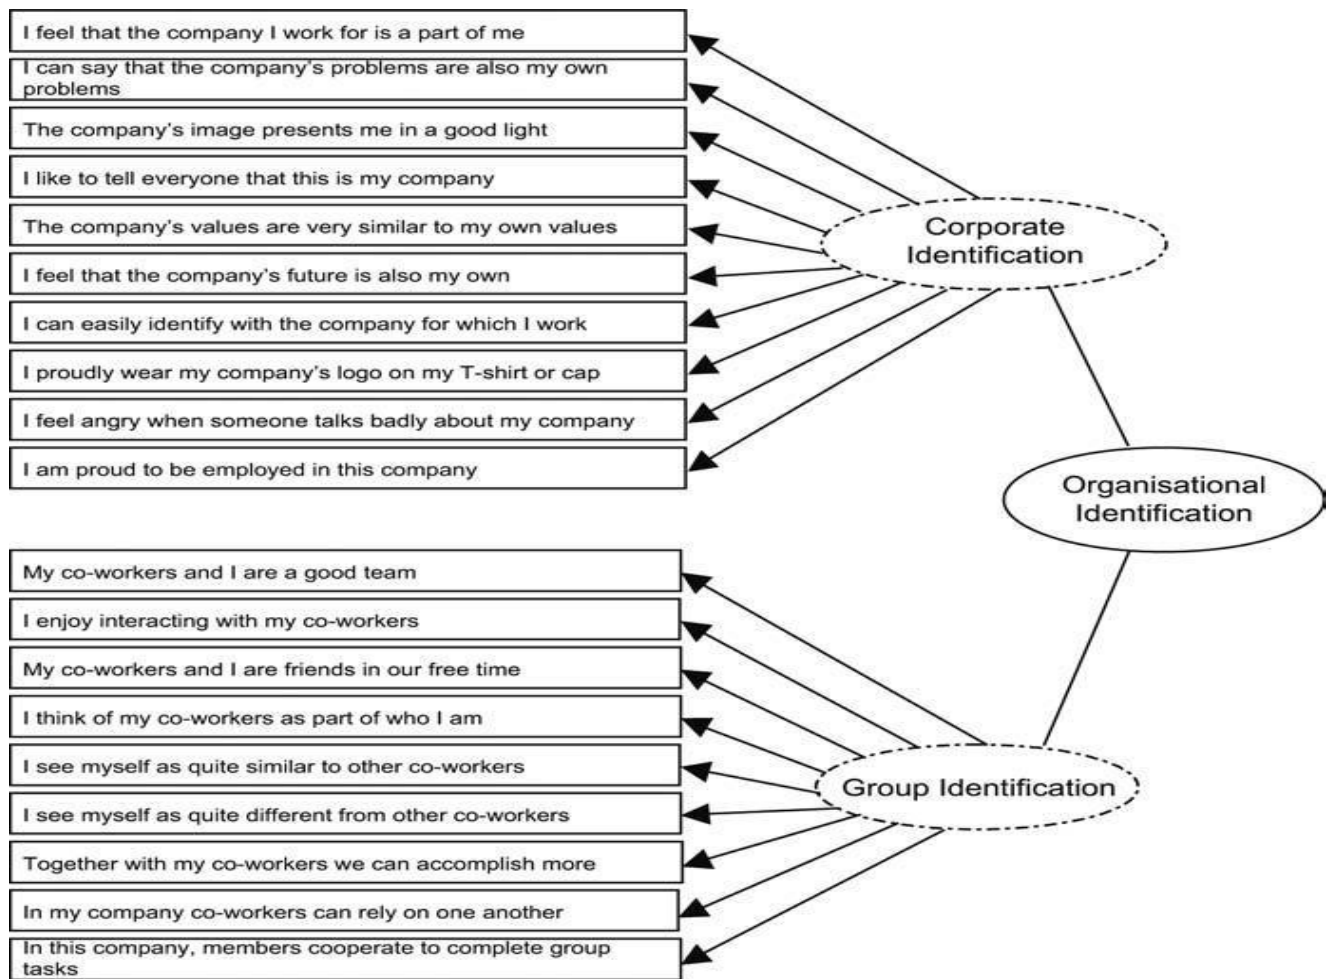 I feel that the company I work for is a part of me
I can say that the company's problems are also my own
problems
The company's image presents me in a good light
I like to tell everyone that this is my company
The company's values are very similar to my own values
I feel that the company's future is also my own
I can easily identify with the company for which I work
I proudly wear my company's logo on my T-shirt or cap
I feel angry when someone talks badly about my company
I am proud to be employed in this company
Corporate
Identification
Organisational
Identification
My co-workers and I are a good team
I enjoy interacting with my co-workers
My co-workers and I are friends in our free time
I think of my co-workers as part of who I am
I see myself as quite similar to other co-workers
I see myself as quite different from other co-workers
Together with my co-workers we can accomplish more
In my company co-workers can rely on one another
In this company, members cooperate to complete group
tasks
Group Identification